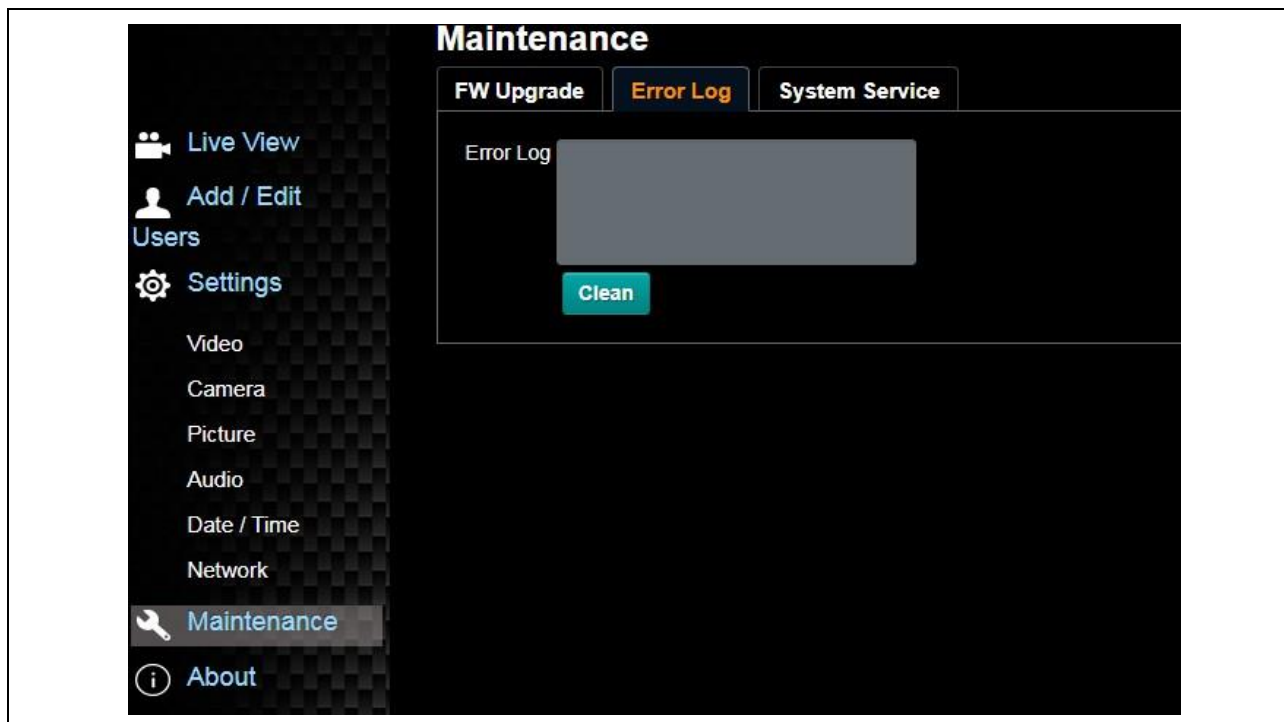 Maintenance
FW Upgrade Error Log System Service
Error Log
Clean
Live View
Add / Edit
Users
Settings
Video
Camera
Picture
Audio
Date / Time
Network
Maintenance
About